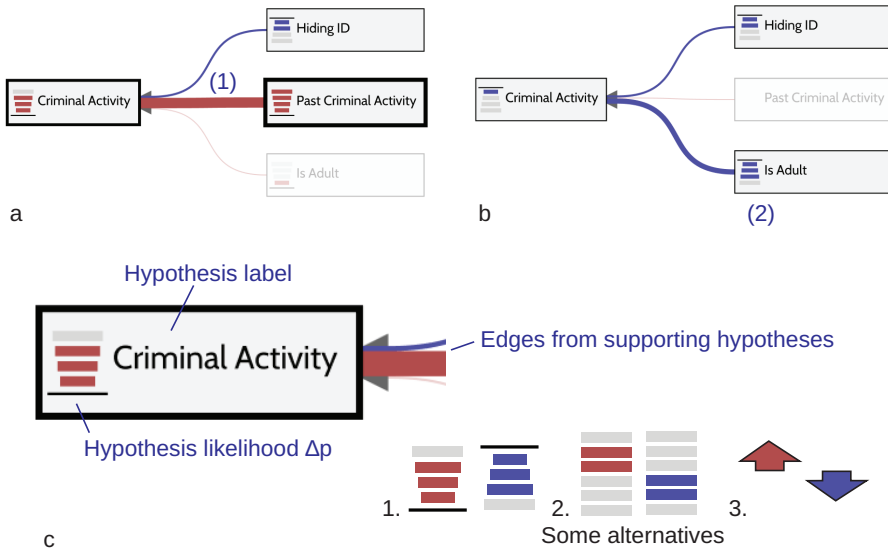 Hiding ID
(1)
Criminal Activity
Past Criminal Activity
Is Adult
a
Hiding ID
Criminal Activity
Past Criminal Activity
Is Adult
b
(2)
Hypothesis label
Criminal Activity
Edges from supporting hypotheses
Hypothesis likelihood Δp
1.
2.
3.
Some alternatives
c